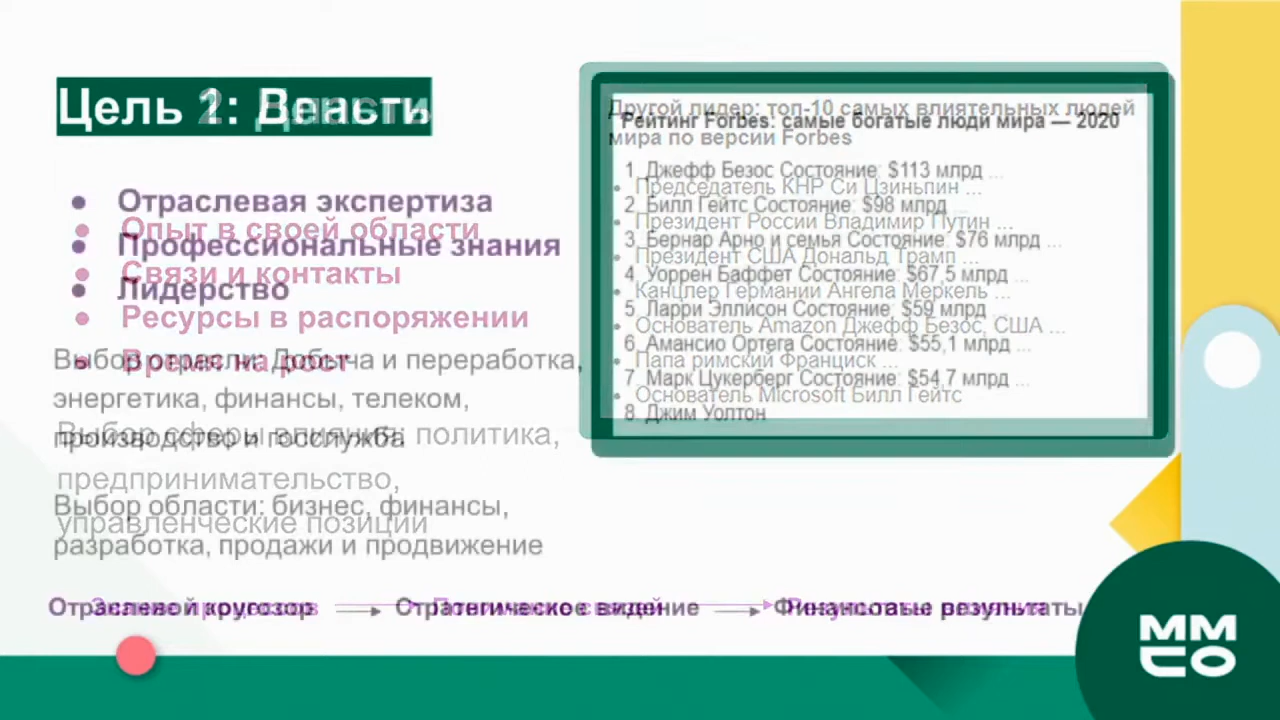 Цель
Отраслевая экспертиза
Опыт в своей области
Профессиональные знания
Связи и контакты
Лидерство
Ресурсы в распоряжении
Время на рост
Выбор отрасли: Добыча и переработка,
энергетика, финансы, телеком,
производство и госслужба
Выбор сферы влияния: политика,
предпринимательство,
управленческие позиции
Выбор области: бизнес, финансы,
разработка, продажи и продвижение
Отраслевой кругозор Стратегическое видение Финансовые результаты
Другой лидер: топ-10 самых влиятельных людей
мира по версии Forbes
Рейтинг Forbes: самые богатые люди мира — 2020
1. Джефф Безос Состояние: $113 млрд ...
Председатель КНР Си Цзиньпин ...
2. Билл Гейтс Состояние: $98 млрд ...
Президент России Владимир Путин ...
3. Бернар Арно и семья Состояние: $76 млрд ...
Президент США Дональд Трамп ...
4. Уоррен Баффет Состояние: $67,5 млрд ...
Канцлер Германии Ангела Меркель ...
5. Ларри Эллисон Состояние: $59 млрд ...
Основатель Amazon Джефф Безос, США ...
6. Амансио Ортега Состояние: $55,1 млрд ...
Папа римский Франциск ...
7. Марк Цукерберг Состояние: $54,7 млрд ...
Основатель Microsoft Билл Гейтс
8. Джим Уолтон
MM
CO